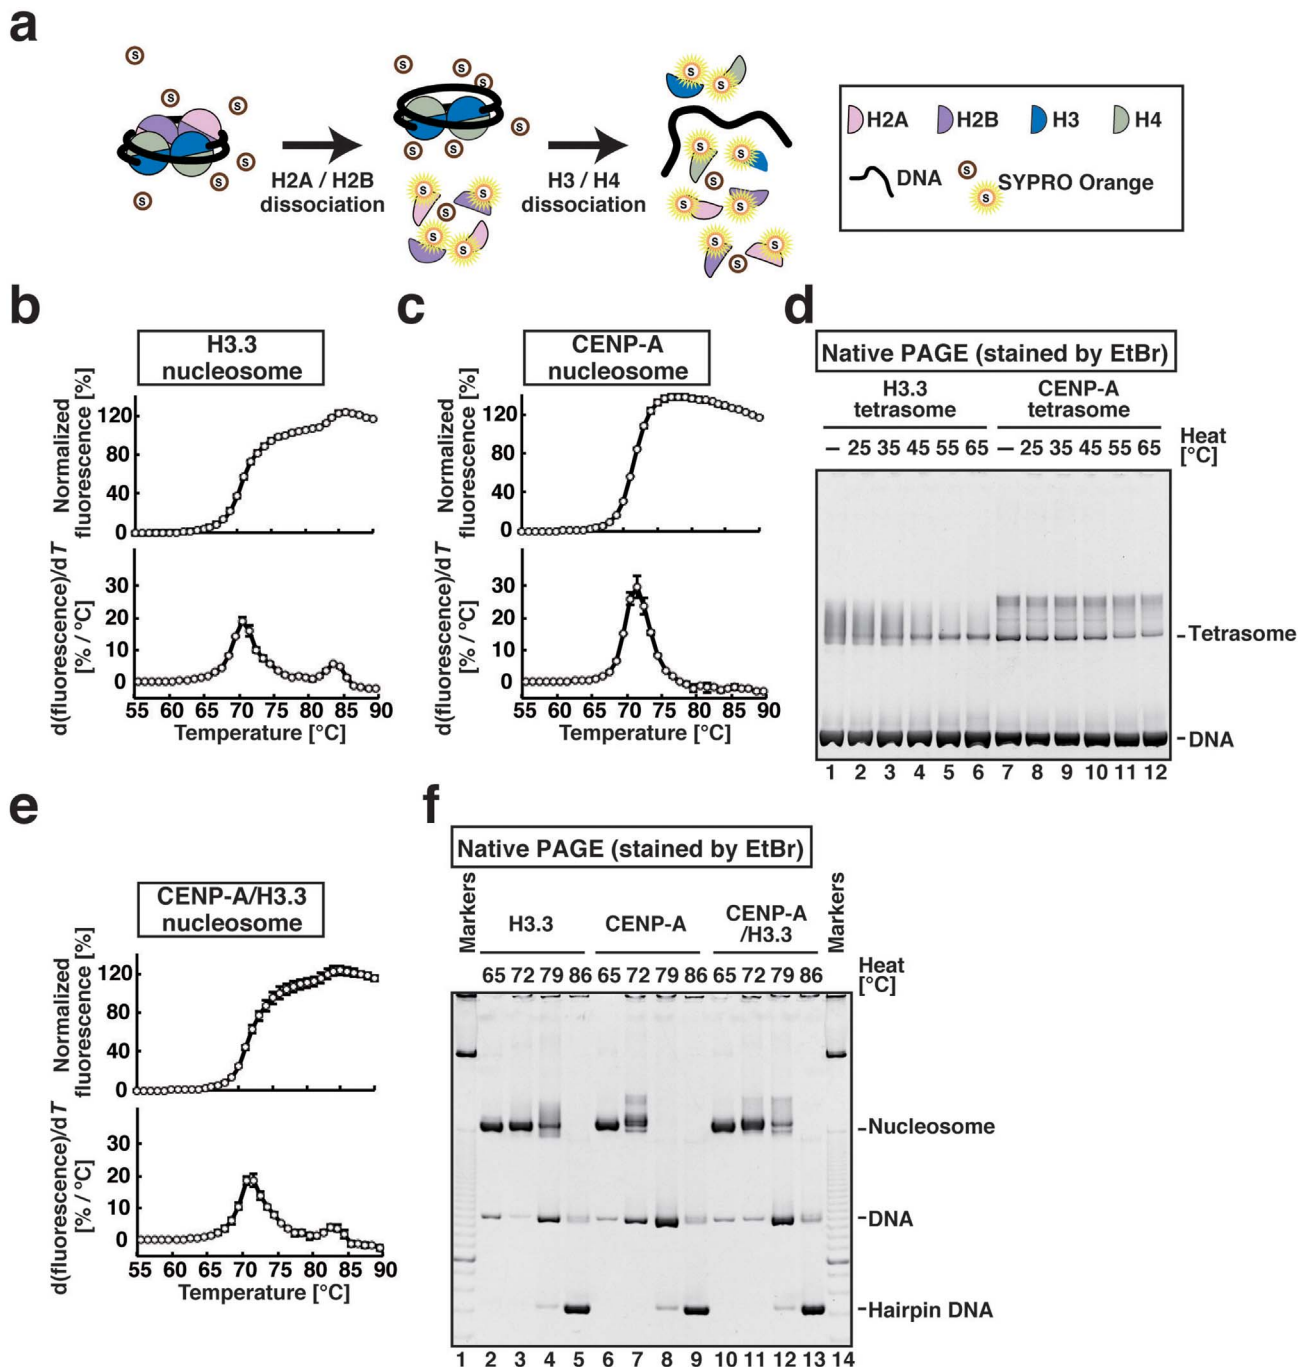 a
S S S S S S S
H2A / H2B
dissociation
S S S S S S
S S S S S
H3 / H4
dissociation
S S
S S S
S S
S S S
H2A H2B H3 H4
DNA S S SYPRO Orange
b
H3.3
nucleosome
Normalized
fluorescence [%]
120
80
40
0
d(fluorescence)/dT
[% / °C]
30
20
10
0
55 60 65 70 75 80 85 90
Temperature [°C]
c
CENP-A
nucleosome
Normalized
fluorescence [%]
120
80
40
0
d(fluorescence)/dT
[% / °C]
30
20
10
0
55 60 65 70 75 80 85 90
Temperature [°C]
d
Native PAGE (stained by EtBr)
H3.3
tetrasome
CENP-A
tetrasome
– 25 35 45 55 65 – 25 35 45 55 65
Heat
[°C]
-Tetrasome
-DNA
1 2 3 4 5 6 7 8 9 10 11 12
e
CENP-A/H3.3
nucleosome
Normalized
fluorescence [%]
120
80
40
0
d(fluorescence)/dT
[% / °C]
30
20
10
0
55 60 65 70 75 80 85 90
Temperature [°C]
f
Native PAGE (stained by EtBr)
Markers
H3.3
CENP-A
CENP-A
/H3.3
Markers
65 72 79 86 65 72 79 86 65 72 79 86
Heat
[°C]
-Nucleosome
-DNA
-Hairpin DNA
1 2 3 4 5 6 7 8 9 10 11 12 13 14